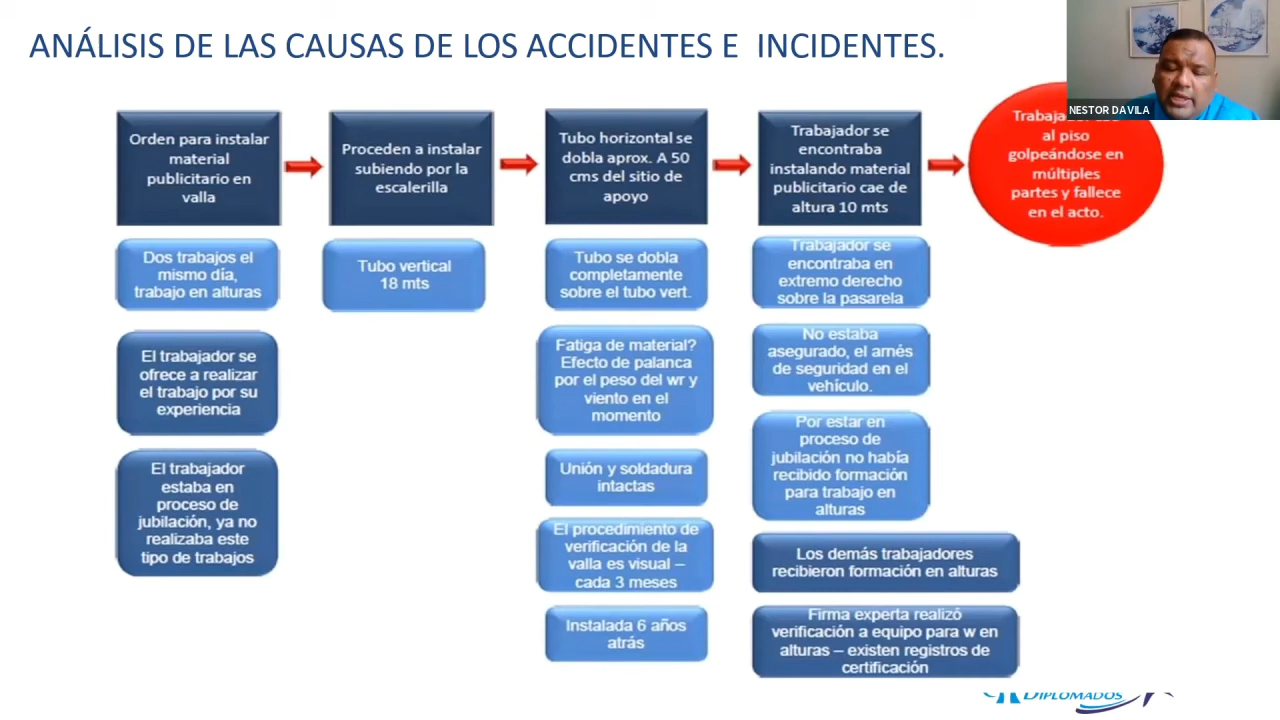 ANÁLISIS DE LAS CAUSAS DE LOS ACCIDENTES E INCIDENTES.
NESTOR DAVILA
Orden para instalar
material
publicitario en
valla
Proceden a instalar
subiendo por la
escalerilla
Tubo horizontal se
dobla aprox. A 50
cms del sitio de
apoyo
Trabajador se
encontraba
instalando material
publicitario cae de
altura 10 mts
al piso
golpeándose en
múltiples
partes y fallece
en el acto.
Dos trabajos el
mismo día,
trabajo en alturas
El trabajador se
ofrece a realizar
el trabajo por su
experiencia
El trabajador
estaba en
proceso de
jubilación, ya no
realizaba este
tipo de trabajos
Tubo vertical
18 mts
Tubo se dobla
completamente
sobre el tubo vert.
Fatiga de material?
Efecto de palanca
por el peso del wr y
viento en el
momento
Unión y soldadura
intactas
El procedimiento de
verificación de la
valla es visual –
cada 3 meses
Instalada 6 años
atrás
Trabajador se
encontraba en
extremo derecho
sobre la pasarela
No estaba
asegurado, el arnés
de seguridad en el
vehículo.
Por estar en
proceso de
jubilación no había
recibido formación
para trabajo en
alturas
Los demás trabajadores
recibieron formación en alturas
Firma experta realizó
verificación a equipo para w en
alturas – existen registros de
certificación
DIPLOMADOS